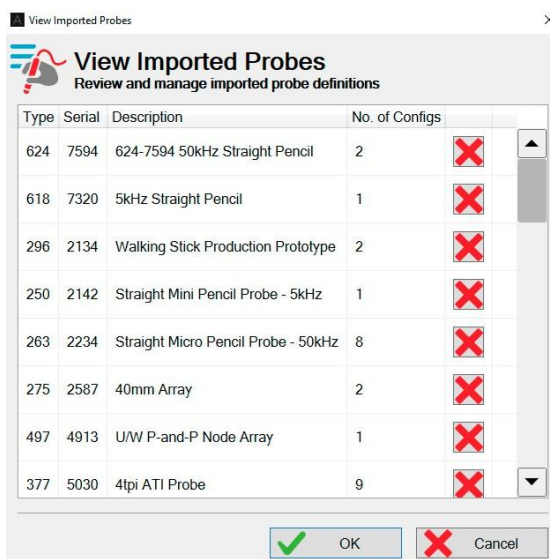 View Imported Probes
View Imported Probes
Review and manage imported probe definitions
Type Serial Description No. of Configs
624 7594 624-7594 50kHz Straight Pencil 2
618 7320 5kHz Straight Pencil 1
296 2134 Walking Stick Production Prototype 2
250 2142 Straight Mini Pencil Probe - 5kHz 1
263 2234 Straight Micro Pencil Probe - 50kHz 8
275 2587 40mm Array 2
497 4913 U/W P-and-P Node Array 1
377 5030 4tpi ATI Probe 9
OK Cancel